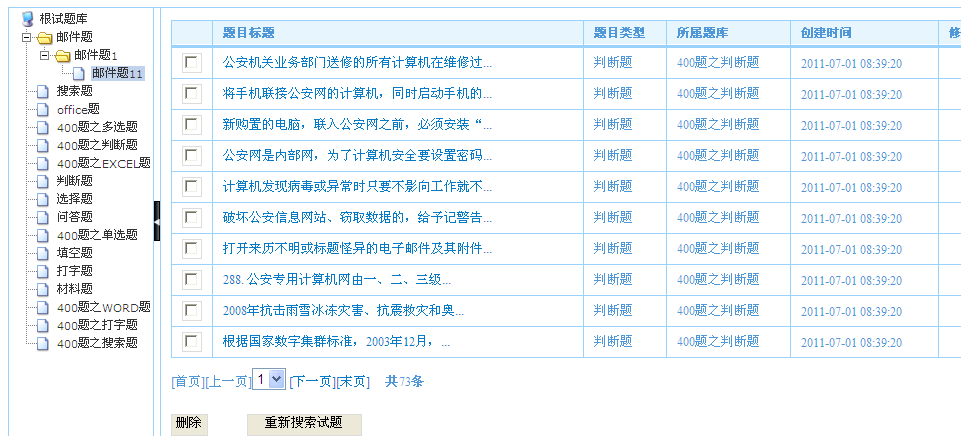 根试题库
邮件题
邮件题1
邮件题11
搜索题
office题
400题之多选题
400题之判断题
400题之EXCEL题
判断题
选择题
问答题
400题之单选题
填空题
打字题
材料题
400题之WORD题
400题之打字题
400题之搜索题
题目标题 题目类型 所属题库 创建时间 修
公安机关业务部门送修的所有计算机在维修过... 判断题 400题之判断题 2011-07-01 08:39:20
将手机联接公安网的计算机，同时启动手机的... 判断题 400题之判断题 2011-07-01 08:39:20
新购置的电脑，联入公安网之前，必须安装“... 判断题 400题之判断题 2011-07-01 08:39:20
公安网是内部网，为了计算机安全要设置密码... 判断题 400题之判断题 2011-07-01 08:39:20
计算机发现病毒或异常时只要不影向工作就不... 判断题 400题之判断题 2011-07-01 08:39:20
破坏公安信息网站、窃取数据的，给予记警告... 判断题 400题之判断题 2011-07-01 08:39:20
打开来历不明或标题怪异的电子邮件及其附件... 判断题 400题之判断题 2011-07-01 08:39:20
288. 公安专用计算机网由一、二、三级... 判断题 400题之判断题 2011-07-01 08:39:20
2008年抗击雨雪冰冻灾害、抗震救灾和奥... 判断题 400题之判断题 2011-07-01 08:39:20
根据国家数字集群标准，2003年12月，... 判断题 400题之判断题 2011-07-01 08:39:20
[首页][上一页] 1 [下一页][末页] 共73条
删除 重新搜索试题